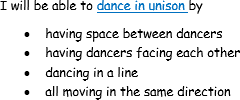 I will be able to dance in unison by
• having space between dancers
• having dancers facing each other
• dancing in a line
• all moving in the same direction